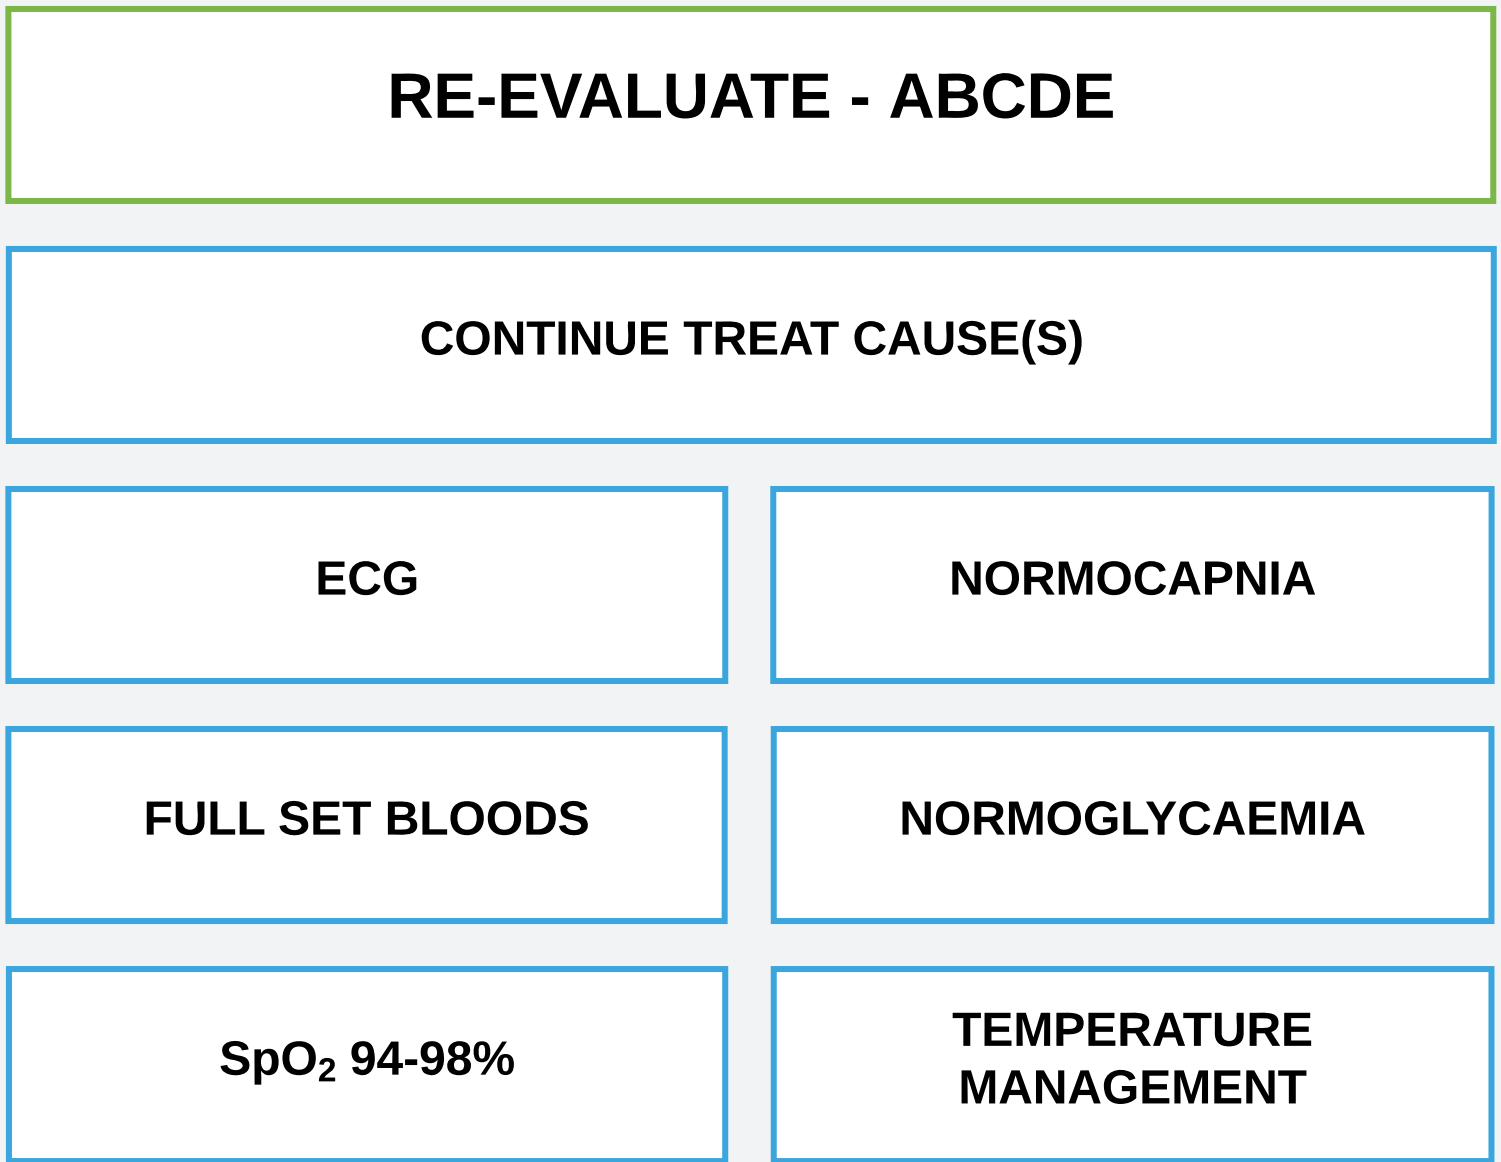 RE-EVALUATE - ABCDE
CONTINUE TREAT CAUSE(S)
ECG
NORMOCAPNIA
FULL SET BLOODS
NORMOGLYCAEMIA
SpO₂ 94-98%
TEMPERATURE
MANAGEMENT